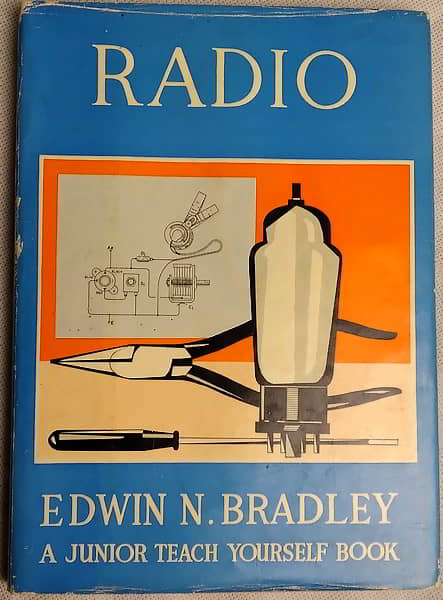 RADIO
EDWIN N. BRADLEY
A JUNIOR TEACH YOURSELF BOOK